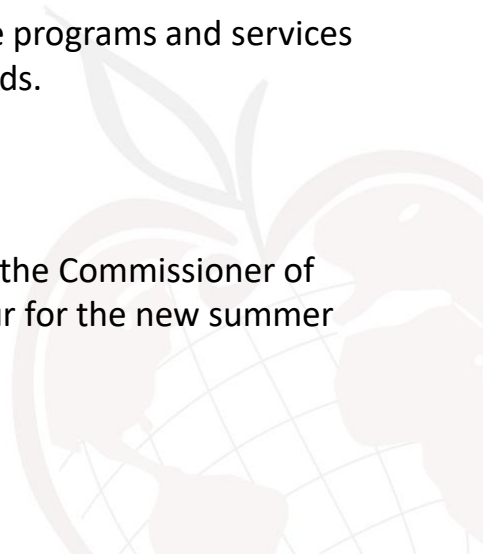 programs and services
ds.
the Commissioner of
for the new summer